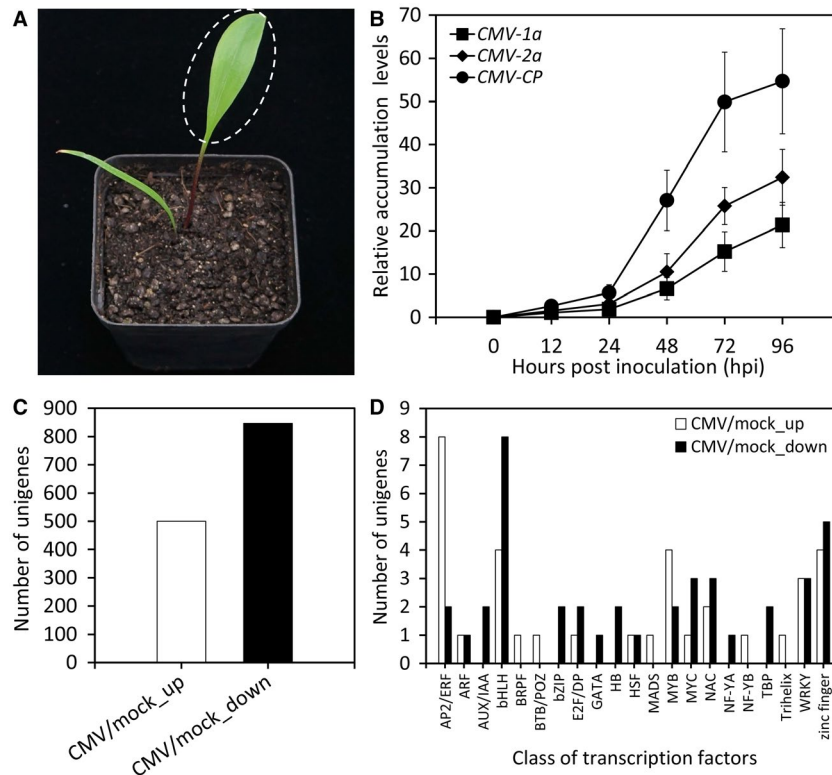 A
B
Relative accumulation levels
70
60
50
40
30
20
10
0
CMV-1a
CMV-2a
CMV-CP
0 12 24 48 72 96
Hours post inoculation (hpi)
C
Number of unigenes
900
800
700
600
500
400
300
200
100
0
CMV/mock_up
CMV/mock_down
D
Number of unigenes
9
8
7
6
5
4
3
2
1
0
CMV/mock_up
CMV/mock_down
AP2/ERF
ARF
AUX/IAA
bHLH
BRPF
BTB/POZ
bZIP
E2F/DP
GATA
HB
HSF
MADS
MYB
MYC
NAC
NF-YA
NF-YB
TBP
Trihelix
WRKY
zinc finger
Class of transcription factors